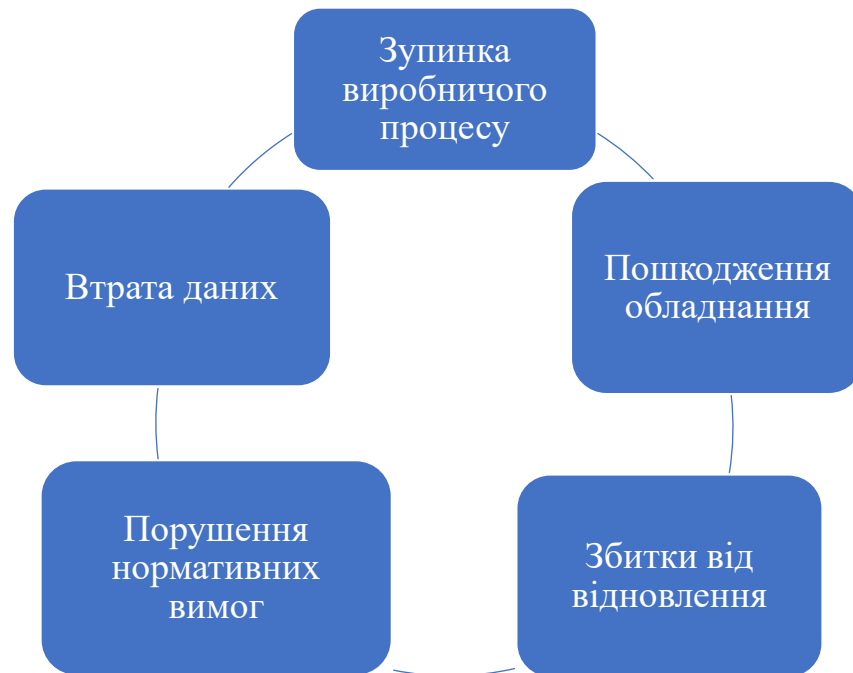 Зупинка
виробничого
процесу
Втрата даних
Пошкодження
обладнання
Порушення
нормативних
вимог
Збитки від
відновлення